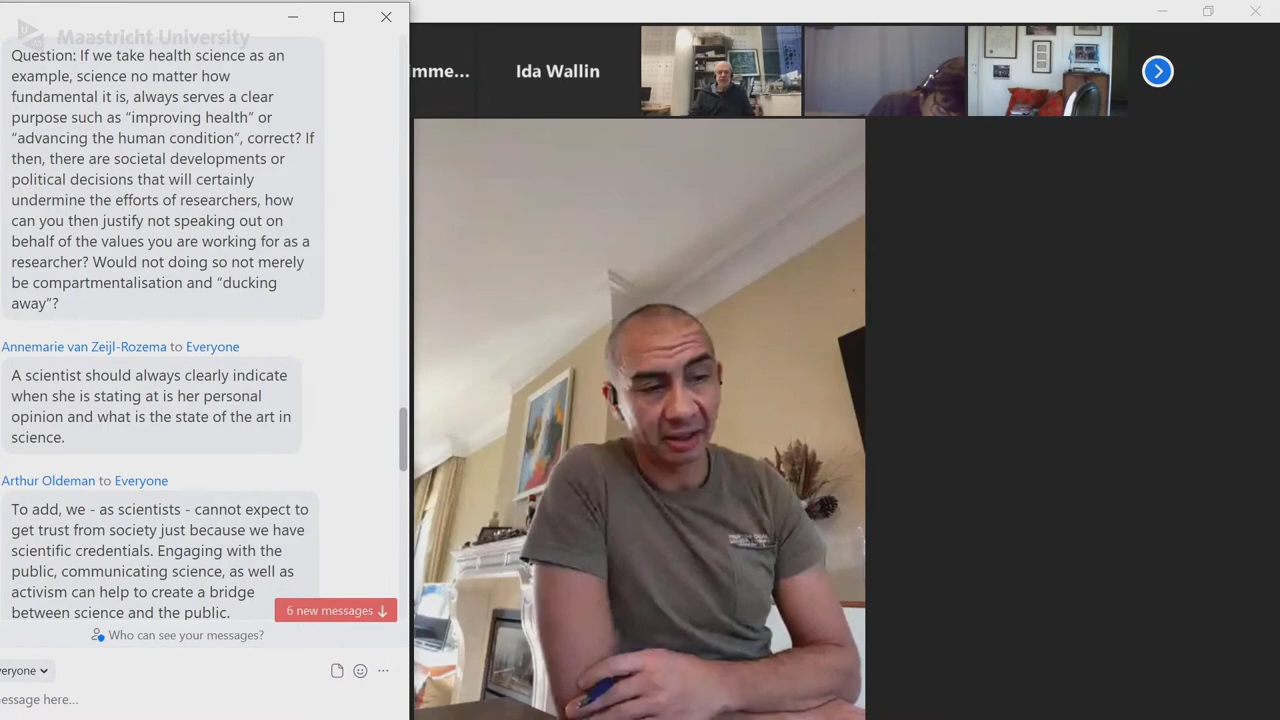 Maastricht University
Question: If we take health science as an
example, science no matter how
fundamental it is, always serves a clear
purpose such as “improving health” or
“advancing the human condition”, correct? If
then, there are societal developments or
political decisions that will certainly
undermine the efforts of researchers, how
can you then justify not speaking out on
behalf of the values you are working for as a
researcher? Would not doing so not merely
be compartmentalisation and “ducking
away”?
Annemarie van Zeijl-Rozema to Everyone
A scientist should always clearly indicate
when she is stating at is her personal
opinion and what is the state of the art in
science.
Arthur Oldeman to Everyone
To add, we - as scientists - cannot expect to
get trust from society just because we have
scientific credentials. Engaging with the
public, communicating science, as well as
activism can help to create a bridge
between science and the public.
6 new messages
Who can see your messages?
veryone
essage here...
imme...
Ida Wallin